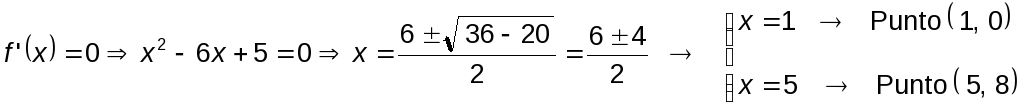 f'(x) = 0 ⇒ x² - 6x + 5 = 0 ⇒ x = (6 ± √(36 - 20))/2 = (6 ± 4)/2 →
x = 1 → Punto (1, 0)
x = 5 → Punto (5, 8)